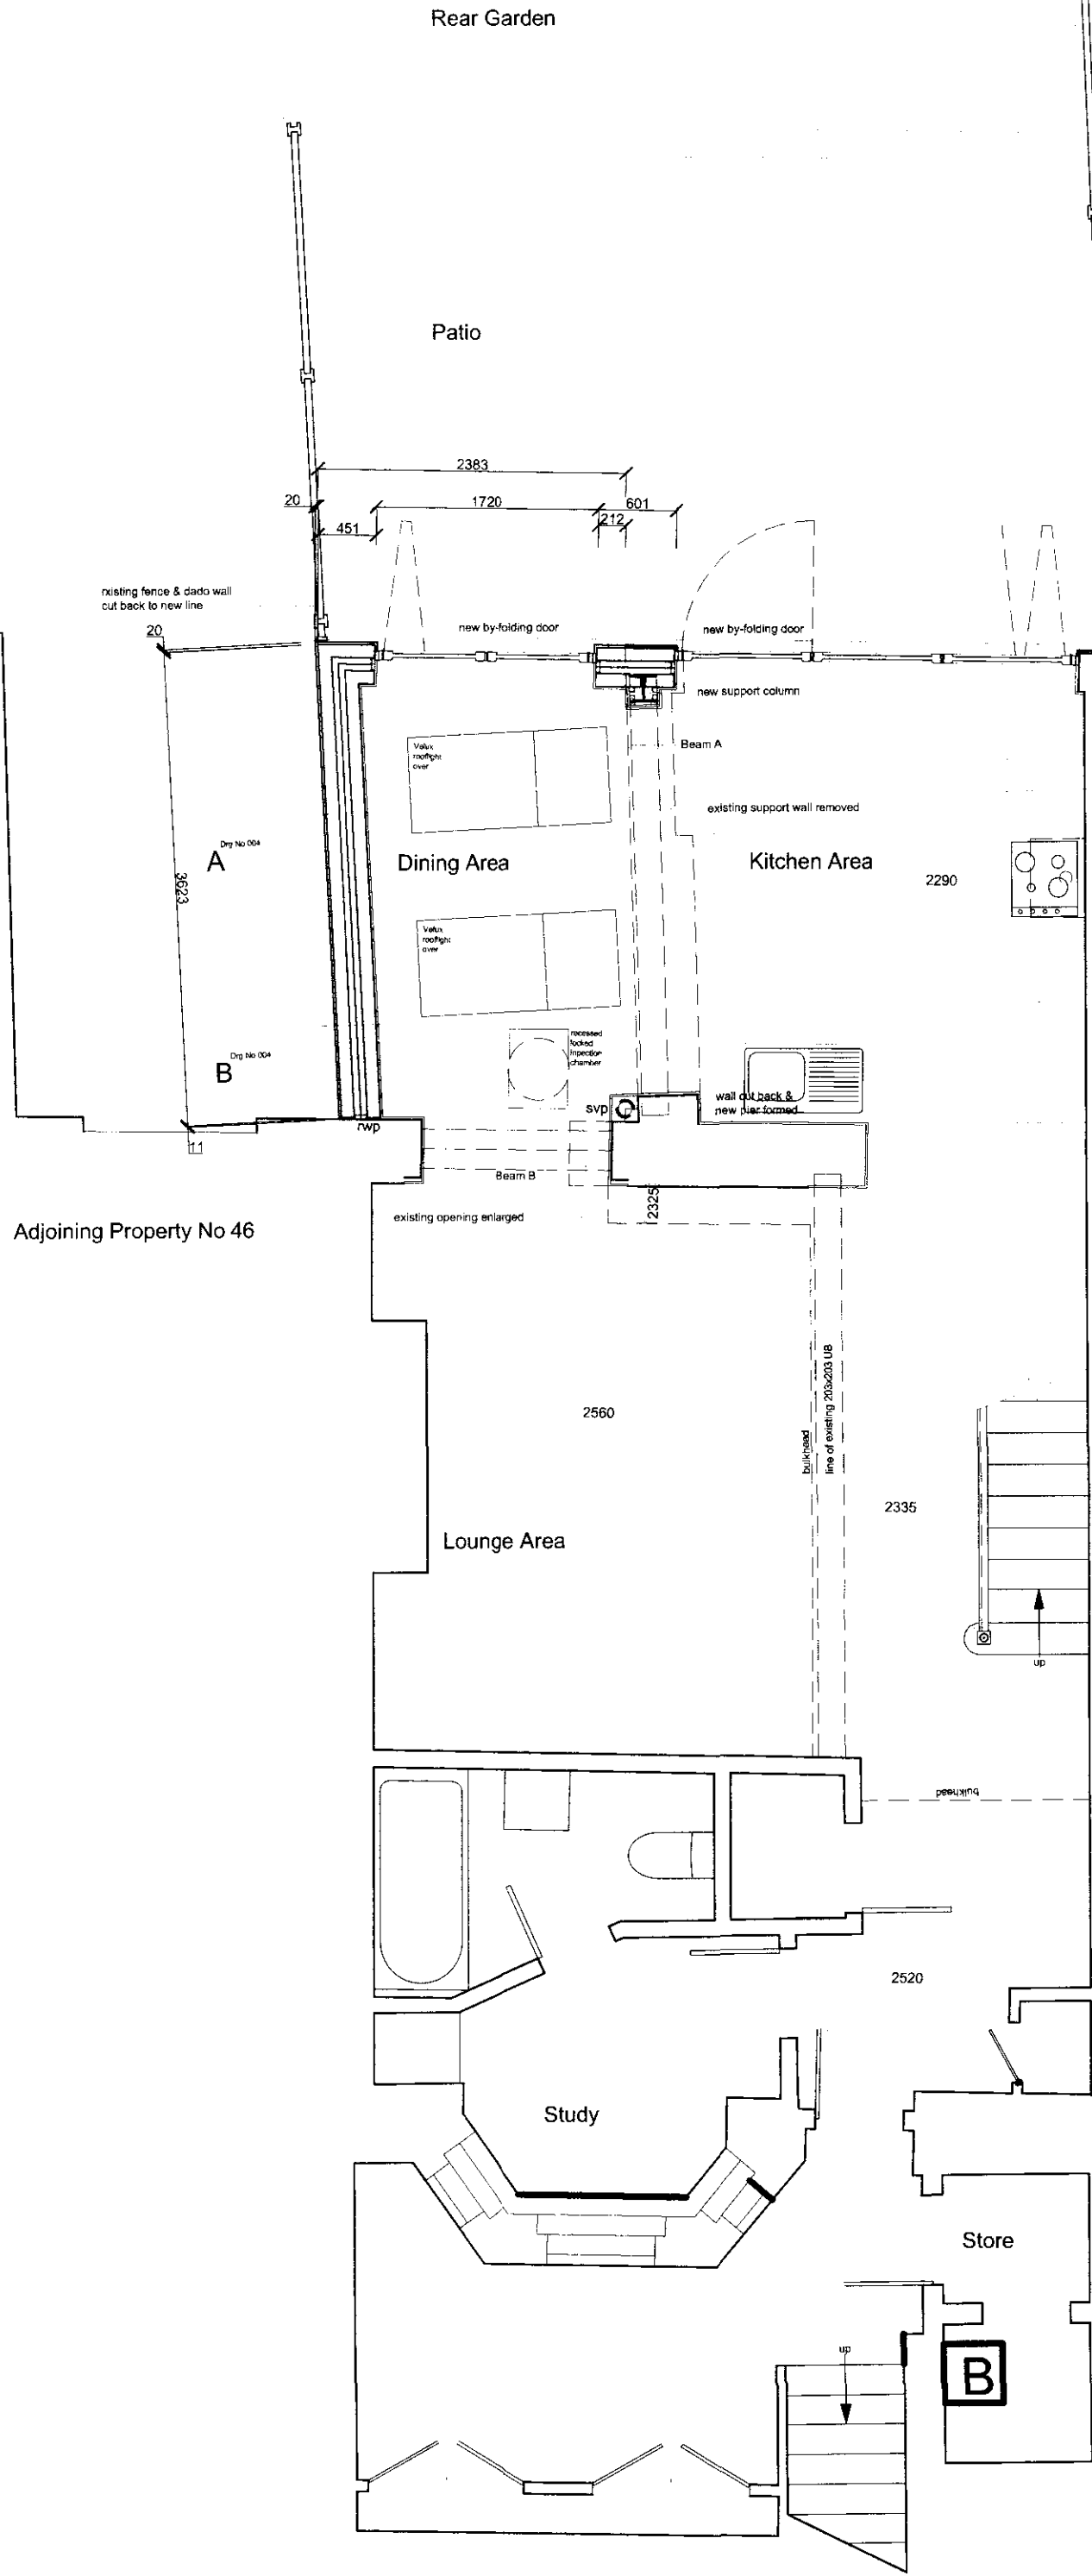 Rear Garden
Patio
2383
20
1720
601
451
212
rxisting fence & dado wall
cut back to new line
20
new by-folding door
new by-folding door
new support column
Velux
rooflight
over
Beam A
existing support wall removed
Drg No 004
A
Dining Area
Kitchen Area
2290
3623
Velux
rooflight
over
recessed
locked
inpection
chamber
Drg No 004
B
svp
wall cut back &
new pier formed
rwp
11
Beam B
2325
existing opening enlarged
Adjoining Property No 46
bulkhead
line of existing 203x203 UB
2560
2335
Lounge Area
up
bulkhead
2520
Study
Store
up
B